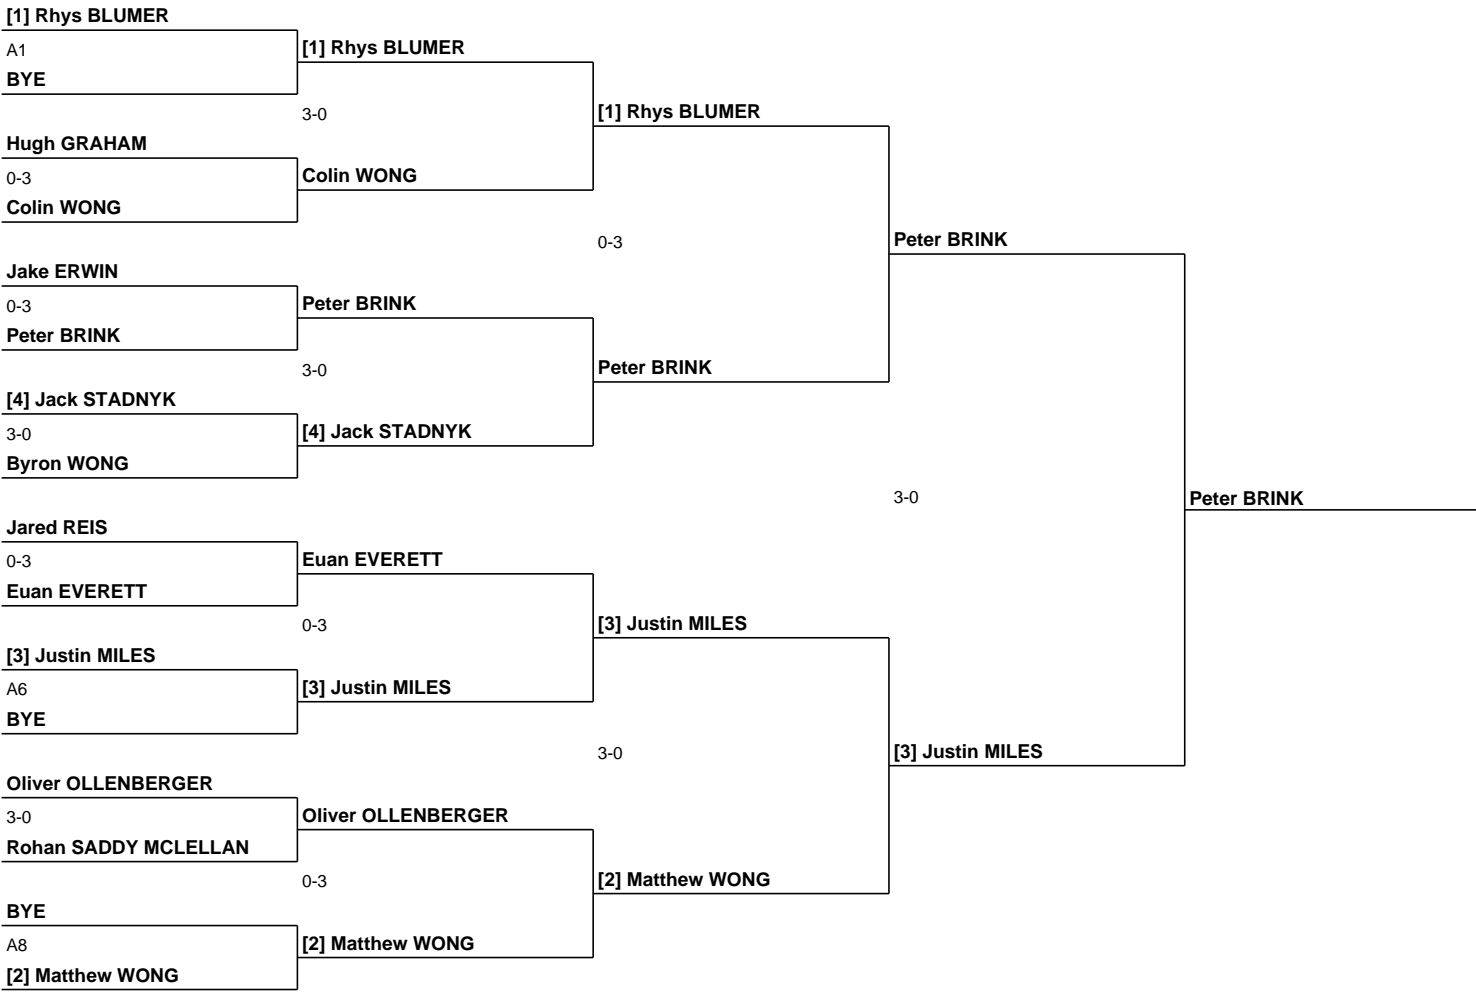 [1] Rhys BLUMER
A1
BYE
Hugh GRAHAM
0-3
Colin WONG
Jake ERWIN
0-3
Peter BRINK
[4] Jack STADNYK
3-0
Byron WONG
Jared REIS
0-3
Euan EVERETT
[3] Justin MILES
A6
BYE
Oliver OLLENBERGER
3-0
Rohan SADDY MCLELLAN
BYE
A8
[2] Matthew WONG
[1] Rhys BLUMER
3-0
Colin WONG
Peter BRINK
3-0
[4] Jack STADNYK
Euan EVERETT
0-3
[3] Justin MILES
Oliver OLLENBERGER
0-3
[2] Matthew WONG
[1] Rhys BLUMER
0-3
Peter BRINK
[3] Justin MILES
3-0
[2] Matthew WONG
Peter BRINK
3-0
[3] Justin MILES
Peter BRINK